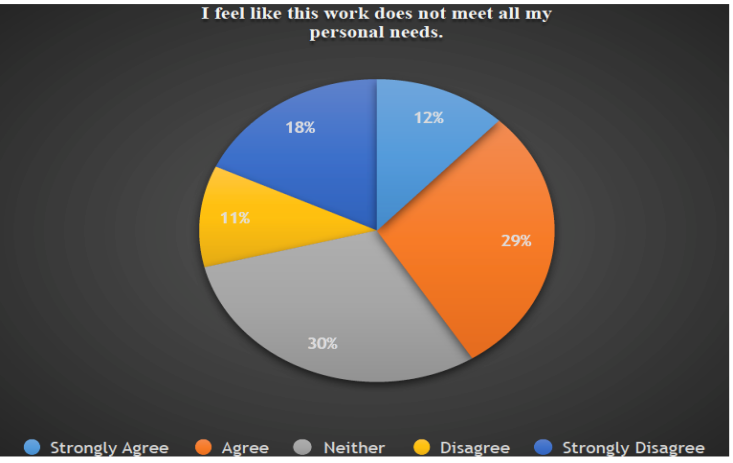 I feel like this work does not meet all my
personal needs.
12%
18%
11%
29%
30%
Strongly Agree Agree Neither Disagree Strongly Disagree